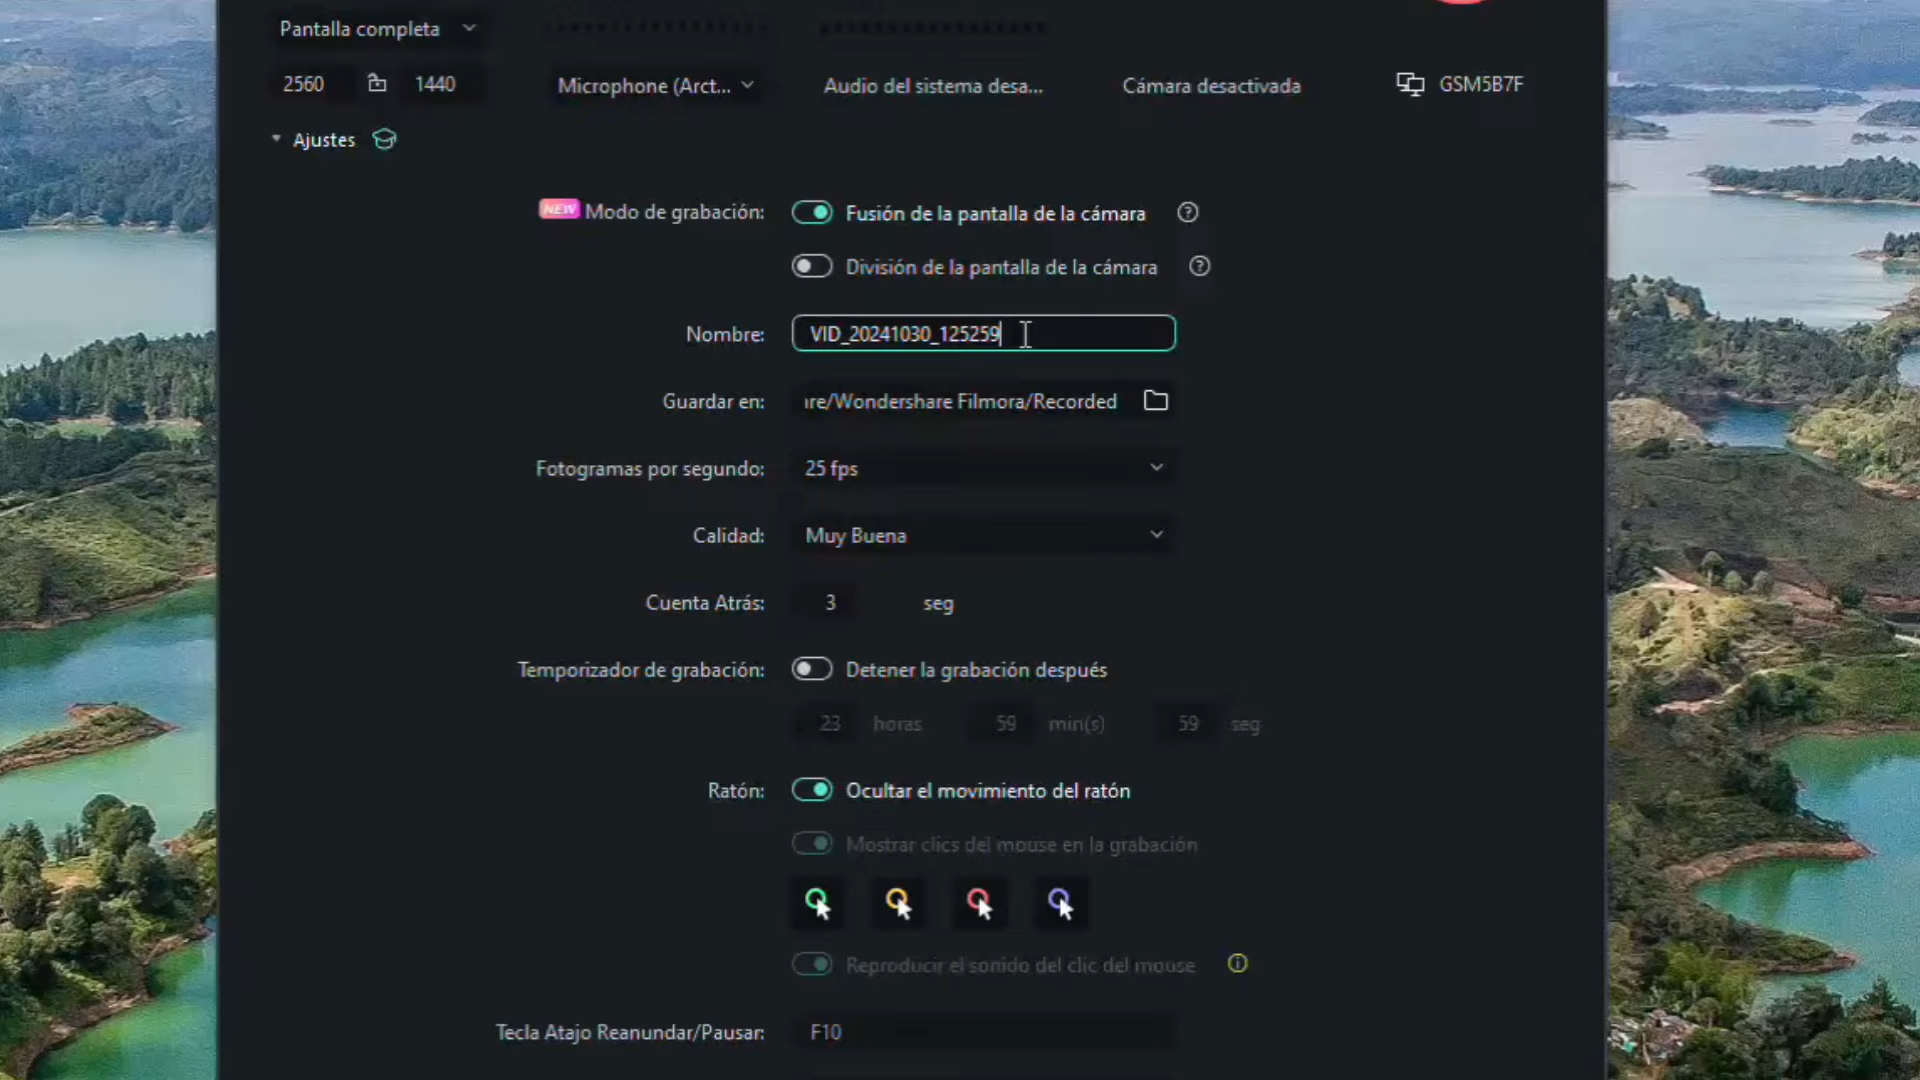 Pantalla completa
2560 1440 Microphone (Arct... Audio del sistema desa... Cámara desactivada GSM5B7F
Ajustes
NEW Modo de grabación: Fusión de la pantalla de la cámara
División de la pantalla de la cámara
Nombre: VID_20241030_125259
Guardar en: ire/Wondershare Filmora/Recorded
Fotogramas por segundo: 25 fps
Calidad: Muy Buena
Cuenta Atrás: 3 seg
Temporizador de grabación: Detener la grabación después
23 horas 59 min(s) 59 seg
Ratón: Ocultar el movimiento del ratón
Mostrar clics del mouse en la grabación
Reproducir el sonido del clic del mouse
Tecla Atajo Reanundar/Pausar: F10